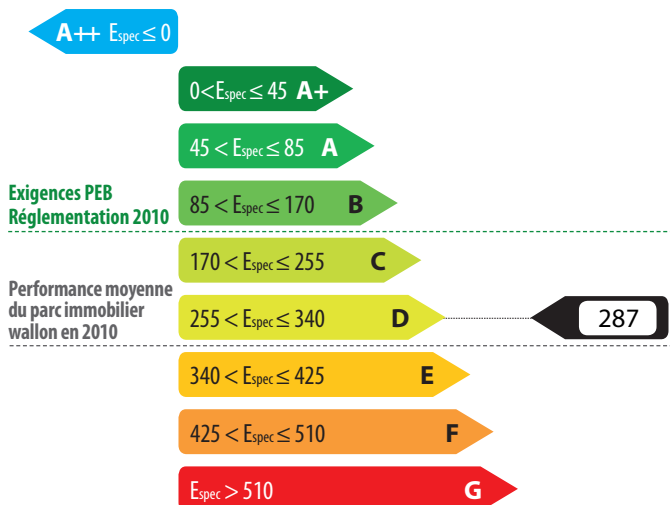 A++ Espec ≤ 0
0<Espec ≤ 45 A+
45 < Espec ≤ 85 A
Exigences PEB
Réglementation 2010
85 < Espec ≤ 170 B
170 < Espec ≤ 255 C
Performance moyenne
du parc immobilier
wallon en 2010
255 < Espec ≤ 340 D
287
340 < Espec ≤ 425 E
425 < Espec ≤ 510 F
Espec > 510 G